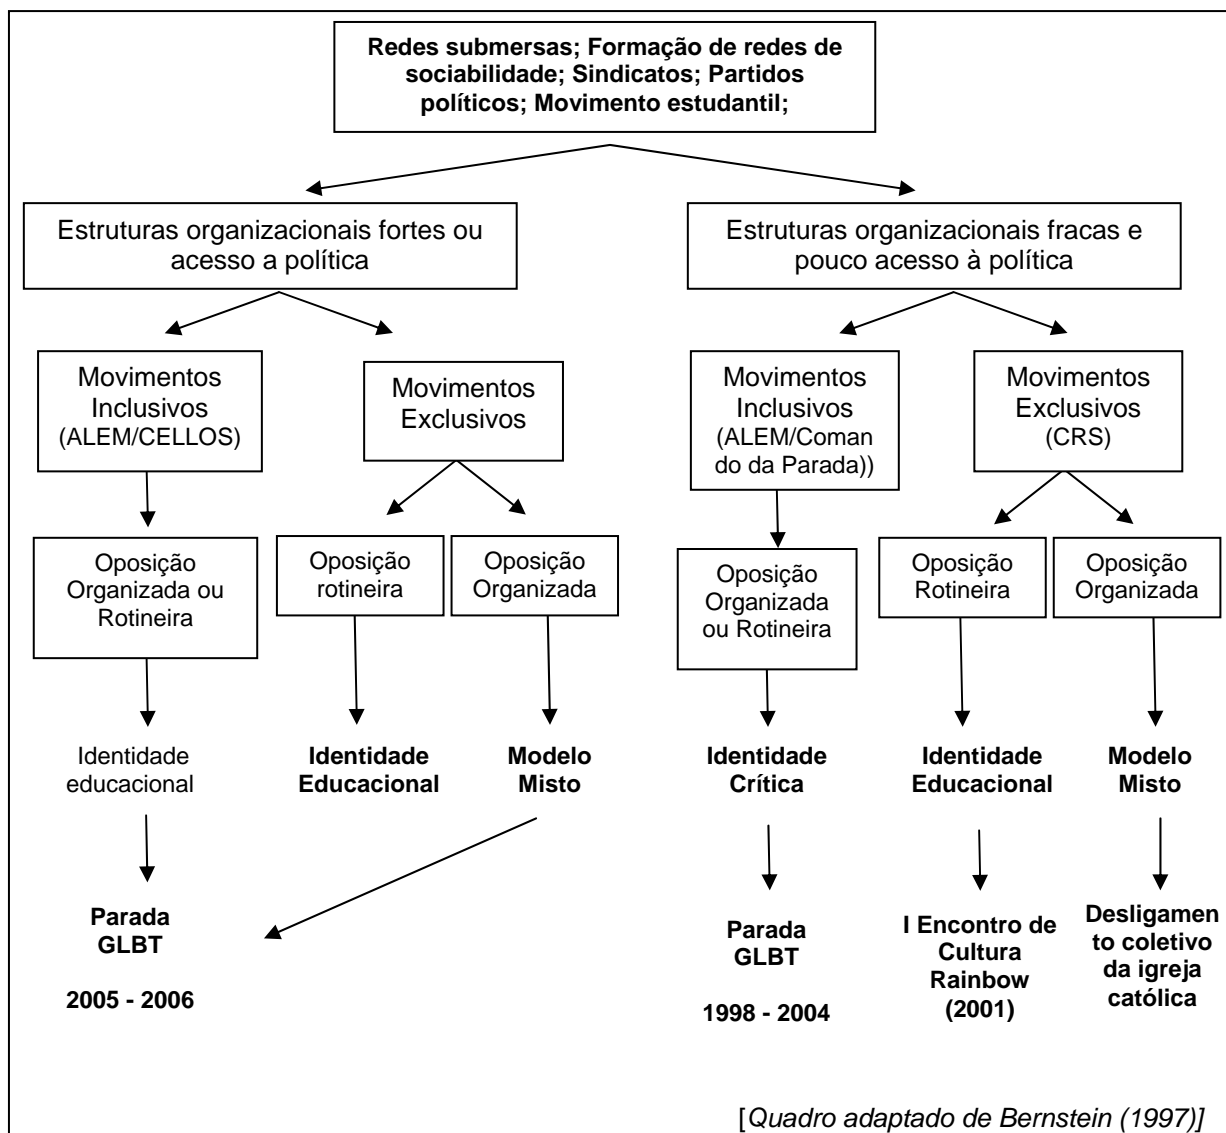 Redes submersas; Formação de redes de
sociabilidade; Sindicatos; Partidos
políticos; Movimento estudantil;
Estruturas organizacionais fortes ou
acesso a política
Estruturas organizacionais fracas e
pouco acesso à política
Movimentos
Inclusivos
(ALEM/CELLOS)
Movimentos
Exclusivos
Movimentos
Inclusivos
(ALEM/Coman
do da Parada))
Movimentos
Exclusivos
(CRS)
Oposição
Organizada ou
Rotineira
Oposição
rotineira
Oposição
Organizada
Oposição
Organizada
ou Rotineira
Oposição
Rotineira
Oposição
Organizada
Identidade
educacional
Identidade
Educacional
Modelo
Misto
Identidade
Crítica
Identidade
Educacional
Modelo
Misto
Parada
GLBT
2005 - 2006
Parada
GLBT
1998 - 2004
I Encontro de
Cultura
Rainbow
(2001)
Desligamen
to coletivo
da igreja
católica
[Quadro adaptado de Bernstein (1997)]